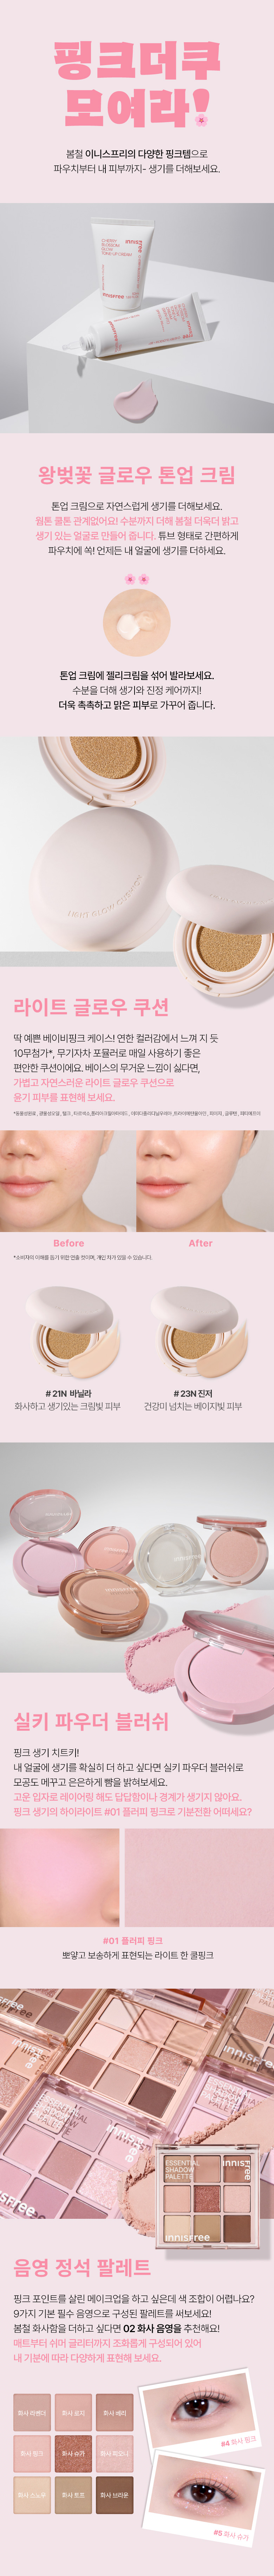 핑크더쿠
모여라!
봄철 이니스프리의 다양한 핑크템으로
파우치부터 내 피부까지- 생기를 더해보세요.
CHERRY
BLOSSOM
GLOW
TONE-UP CREAM
innisfree
innisfree
왕벚꽃 글로우 톤업 크림
톤업 크림으로 자연스럽게 생기를 더해보세요.
웜톤 쿨톤 관계없어요! 수분까지 더해 봄철 더욱더 밝고
생기 있는 얼굴로 만들어 줍니다. 튜브 형태로 간편하게
파우치에 쏙! 언제든 내 얼굴에 생기를 더하세요.
톤업 크림에 젤리크림을 섞어 발라보세요.
수분을 더해 생기와 진정 케어까지!
더욱 촉촉하고 맑은 피부로 가꾸어 줍니다.
LIGHT GLOW CUSHION
라이트 글로우 쿠션
딱 예쁜 베이비핑크 케이스! 연한 컬러감에서 느껴 지 듯
10무첨가*, 무기자차 포뮬러로 매일 사용하기 좋은
편안한 쿠션이에요. 베이스의 무거운 느낌이 싫다면,
가볍고 자연스러운 라이트 글로우 쿠션으로
윤기 피부를 표현해 보세요.
Before
After
*소비자의 이해를 돕기 위한 연출 컷이며, 개인 차가 있을 수 있습니다.
# 21N 바닐라
화사하고 생기있는 크림빛 피부
# 23N 진저
건강미 넘치는 베이지빛 피부
실키 파우더 블러쉬
핑크 생기 치트키!
내 얼굴에 생기를 확실히 더 하고 싶다면 실키 파우더 블러쉬로
모공도 메꾸고 은은하게 뺨을 밝혀보세요.
고운 입자로 레이어링 해도 답답함이나 경계가 생기지 않아요.
핑크 생기의 하이라이트 #01 플러피 핑크로 기분전환 어떠세요?
#01 플러피 핑크
뽀얗고 보송하게 표현되는 라이트 한 쿨핑크
ESSENTIAL
SHADOW
PALETTE
innisfree
ESSENTIAL
SHADOW
PALETTE
innisfree
innisfree
음영 정석 팔레트
핑크 포인트를 살린 메이크업을 하고 싶은데 색 조합이 어렵나요?
9가지 기본 필수 음영으로 구성된 팔레트를 써보세요!
봄철 화사함을 더하고 싶다면 02 화사 음영을 추천해요!
매트부터 쉬머 글리터까지 조화롭게 구성되어 있어
내 기분에 따라 다양하게 표현해 보세요.
화사 라벤더
화사 로지
화사 베리
화사 핑크
화사 슈가
화사 피오니
화사 스노우
화사 토프
화사 브라운
#4 화사 핑크
#5 화사 슈가